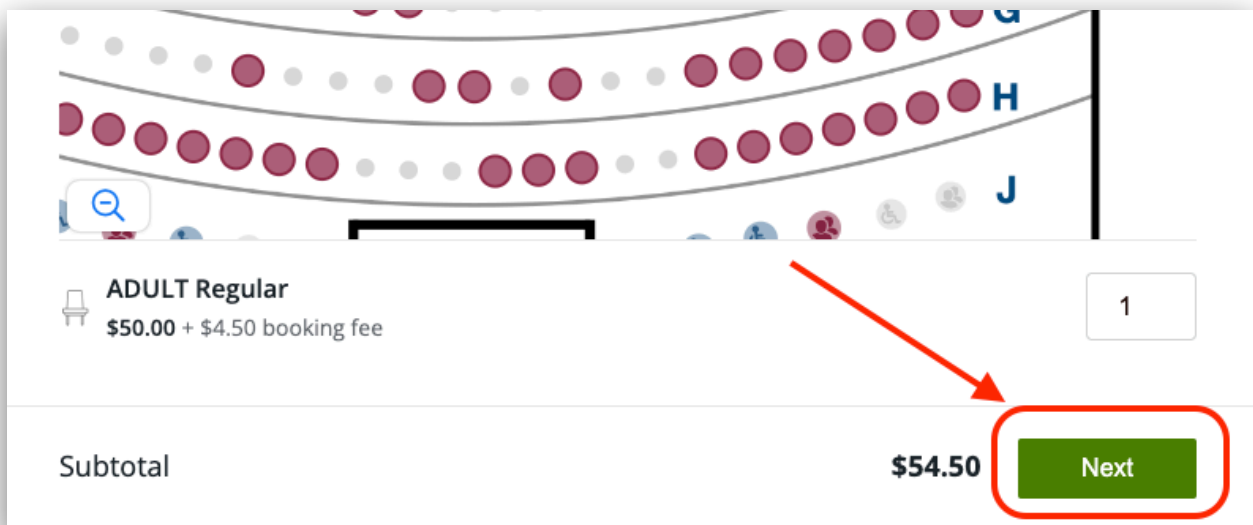 G
H
J
ADULT Regular
$50.00 + $4.50 booking fee
1
Subtotal
$54.50
Next